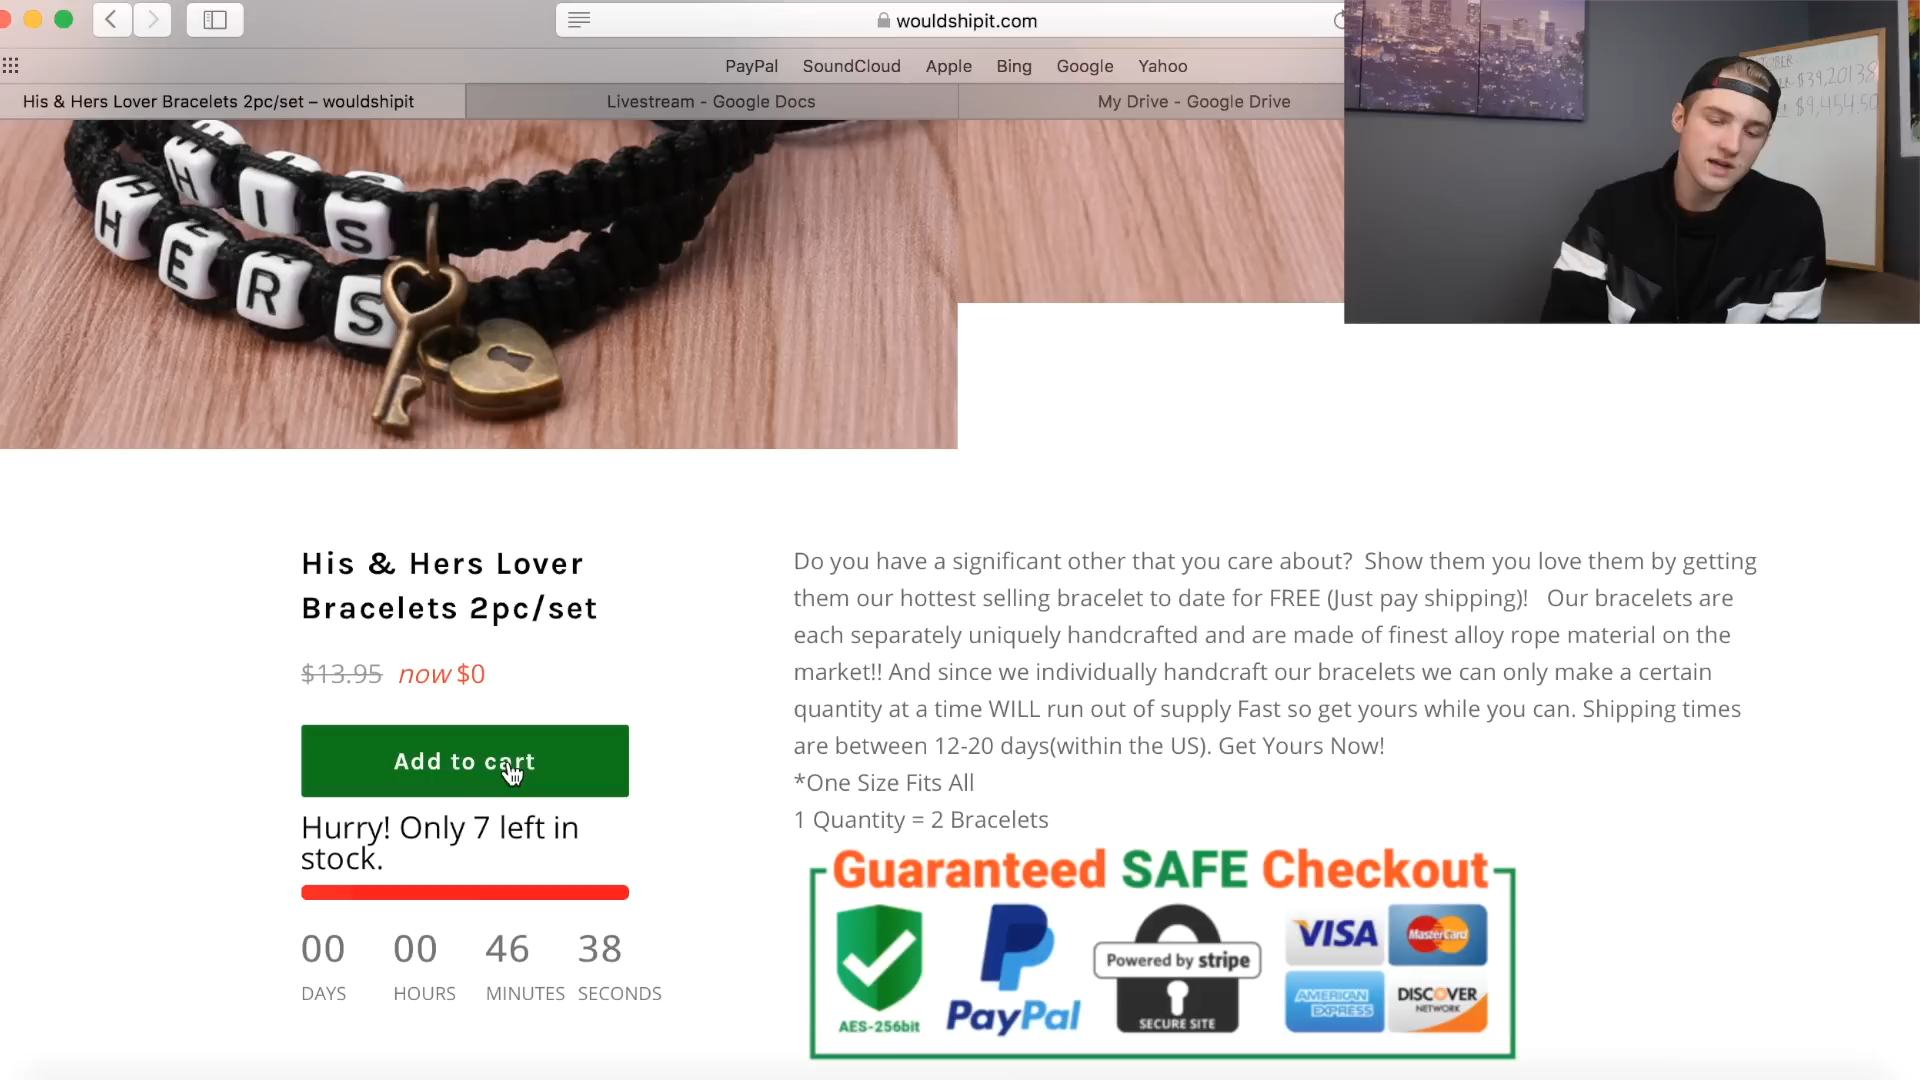 wouldshipit.com
PayPal SoundCloud Apple Bing Google Yahoo
His & Hers Lover Bracelets 2pc/set – wouldshipit
Livestream - Google Docs
My Drive - Google Drive
$39,201.38
$9,454.50
HIS
HERS
His & Hers Lover
Bracelets 2pc/set
$13.95 now $0
Add to cart
Hurry! Only 7 left in
stock.
00 00 46 38
DAYS HOURS MINUTES SECONDS
Do you have a significant other that you care about? Show them you love them by getting
them our hottest selling bracelet to date for FREE (Just pay shipping)! Our bracelets are
each separately uniquely handcrafted and are made of finest alloy rope material on the
market!! And since we individually handcraft our bracelets we can only make a certain
quantity at a time WILL run out of supply Fast so get yours while you can. Shipping times
are between 12-20 days(within the US). Get Yours Now!
*One Size Fits All
1 Quantity = 2 Bracelets
Guaranteed SAFE Checkout
AES-256bit
PayPal
Powered by stripe
SECURE SITE
VISA
MasterCard
AMERICAN
EXPRESS
DISCOVER
NETWORK